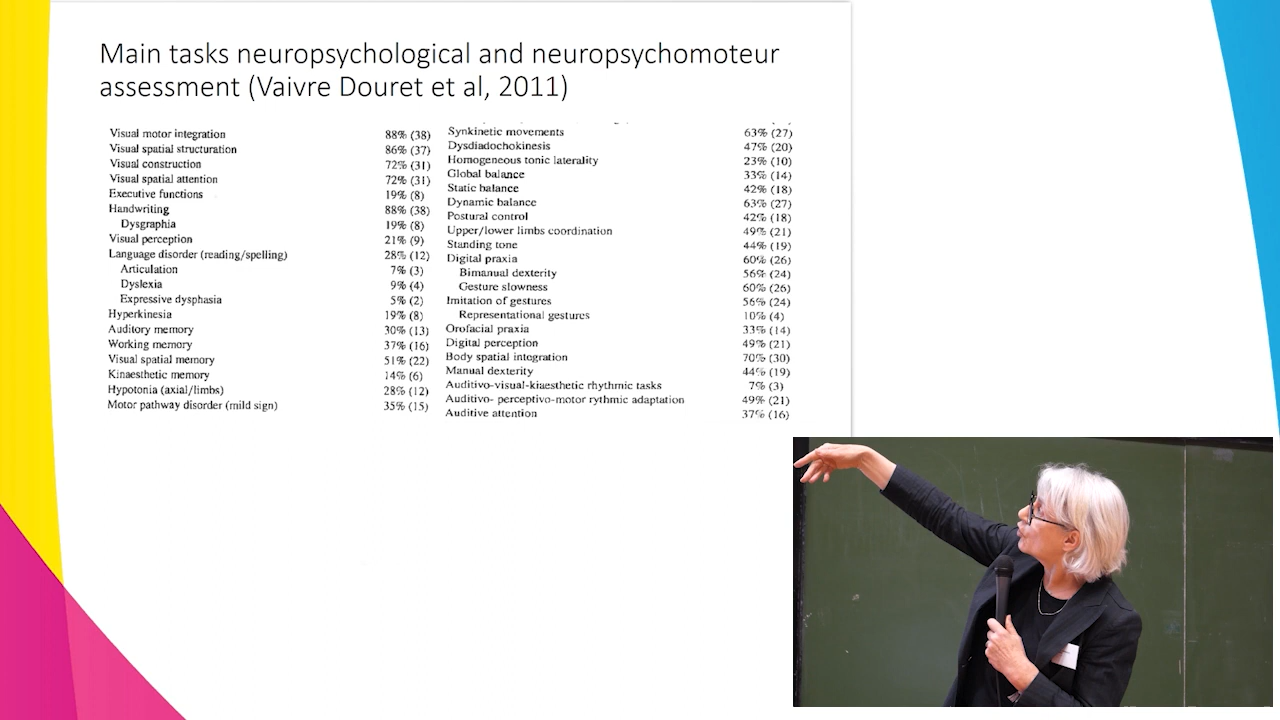 Main tasks neuropsychological and neuropsychomoteur
assessment (Vaivre Douret et al, 2011)
Visual motor integration 88% (38)
Visual spatial structuration 86% (37)
Visual construction 72% (31)
Visual spatial attention 72% (31)
Executive functions 19% (8)
Handwriting 88% (38)
Dysgraphia 19% (8)
Visual perception 21% (9)
Language disorder (reading/spelling) 28% (12)
Articulation 7% (3)
Dyslexia 9% (4)
Expressive dysphasia 5% (2)
Hyperkinesia 19% (8)
Auditory memory 30% (13)
Working memory 37% (16)
Visual spatial memory 51% (22)
Kinaesthetic memory 14% (6)
Hypotonia (axial/limbs) 28% (12)
Motor pathway disorder (mild sign) 35% (15)
Synkinetic movements 63% (27)
Dysdiadochokinesis 47% (20)
Homogeneous tonic laterality 23% (10)
Global balance 33% (14)
Static balance 42% (18)
Dynamic balance 63% (27)
Postural control 42% (18)
Upper/lower limbs coordination 49% (21)
Standing tone 44% (19)
Digital praxia 60% (26)
Bimanual dexterity 56% (24)
Gesture slowness 60% (26)
Imitation of gestures 56% (24)
Representational gestures 10% (4)
Orofacial praxia 33% (14)
Digital perception 49% (21)
Body spatial integration 70% (30)
Manual dexterity 44% (19)
Auditivo-visual-kiaesthetic rhythmic tasks 7% (3)
Auditivo- perceptivo-motor rythmic adaptation 49% (21)
Auditive attention 37% (16)